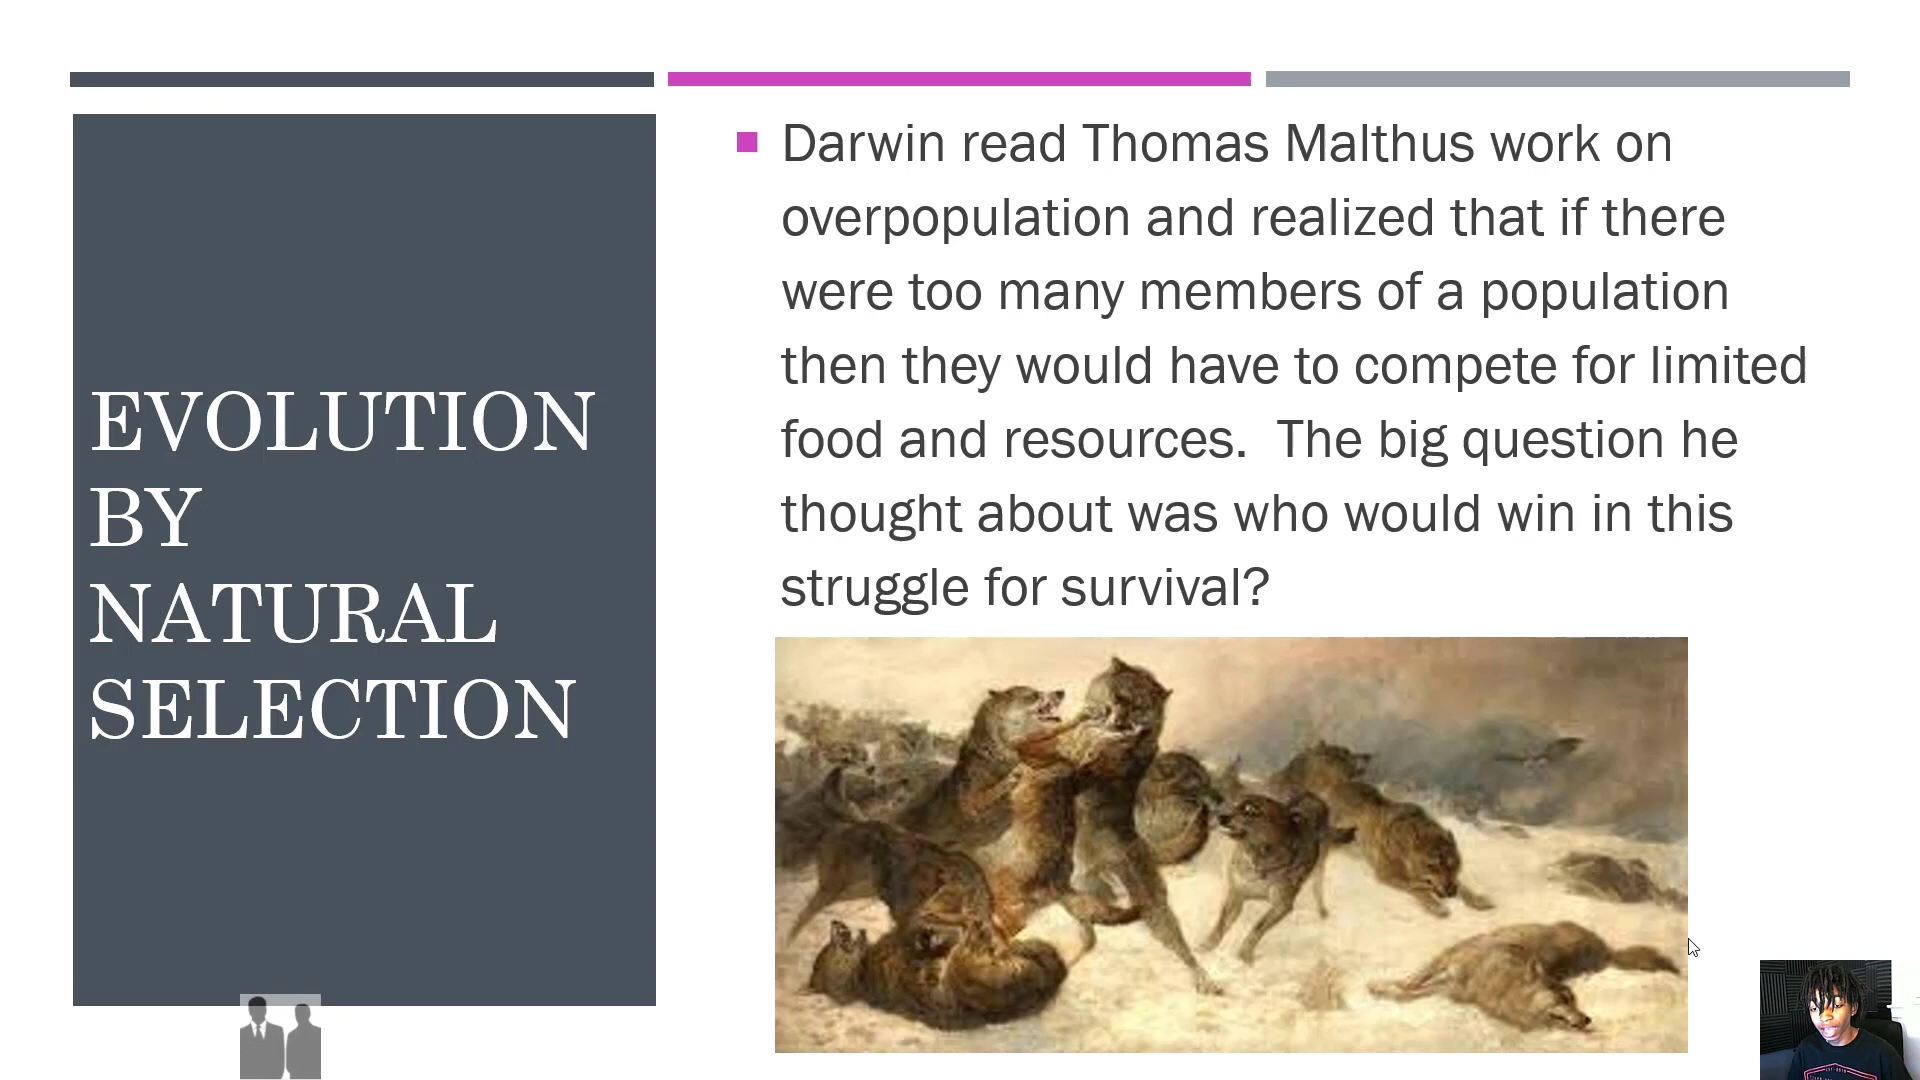 EVOLUTION
BY
NATURAL
SELECTION
Darwin read Thomas Malthus work on
overpopulation and realized that if there
were too many members of a population
then they would have to compete for limited
food and resources.  The big question he
thought about was who would win in this
struggle for survival?